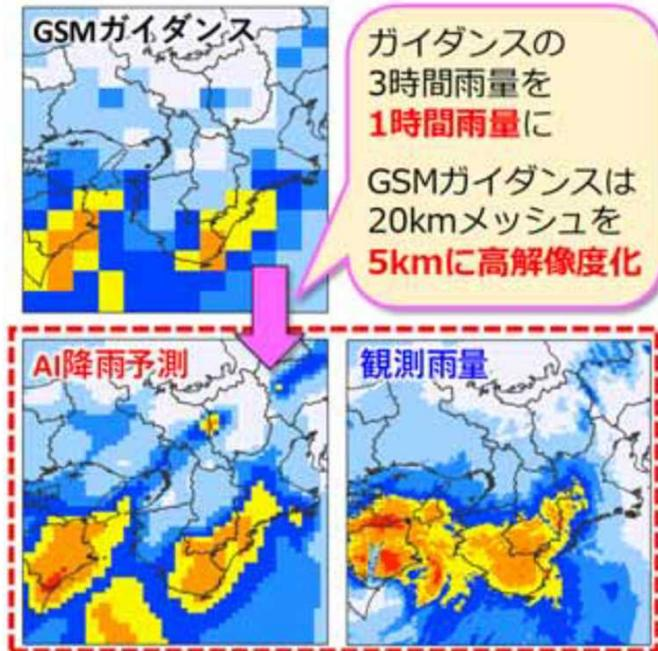 GSMガイダンス
ガイダンスの
3時間雨量を
1時間雨量に
GSMガイダンスは
20kmメッシュを
5kmに高解像度化
AI降雨予測
観測雨量